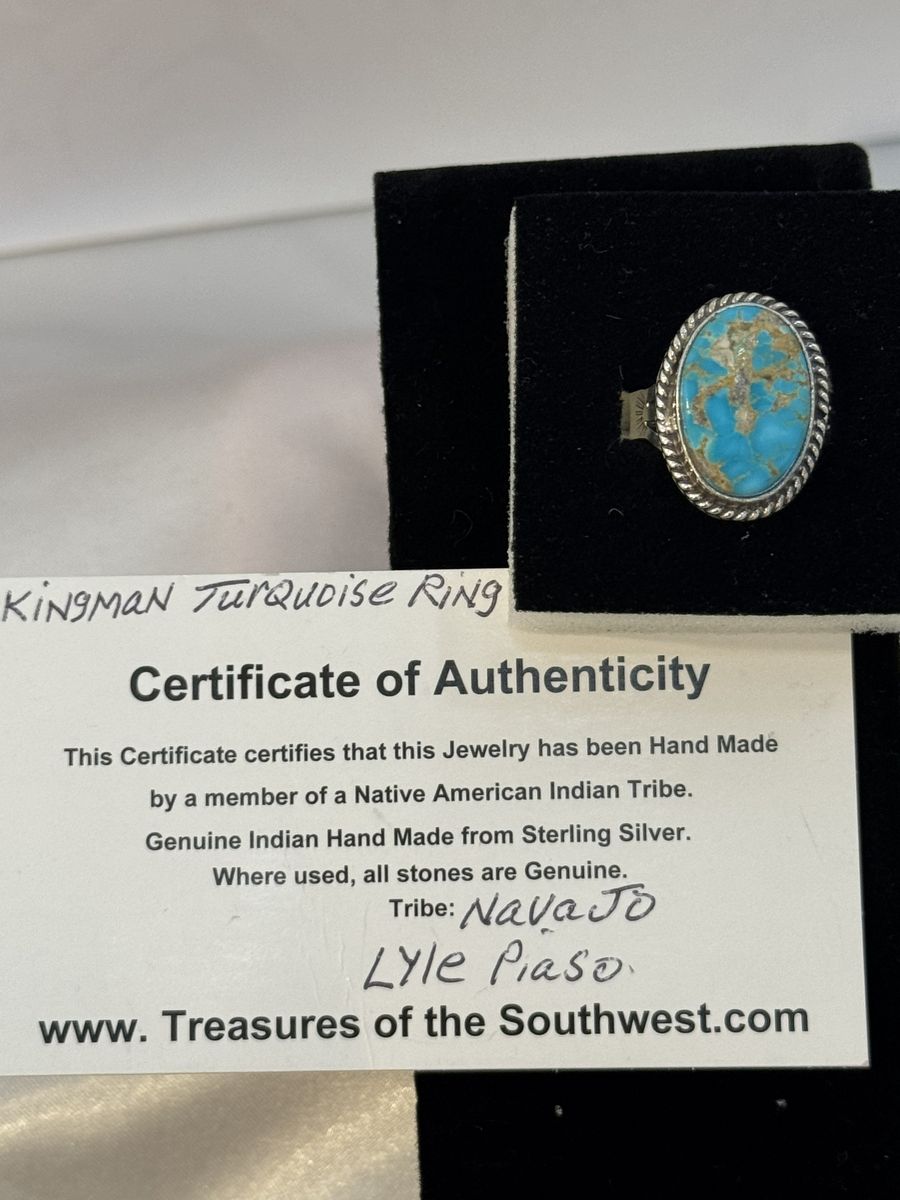 KINGMAN TURQUOISE RING
Certificate of Authenticity
This Certificate certifies that this Jewelry has been Hand Made
by a member of a Native American Indian Tribe.
Genuine Indian Hand Made from Sterling Silver.
Where used, all stones are Genuine.
Tribe: NavaJo
Lyle Piaso.
www. Treasures of the Southwest.com